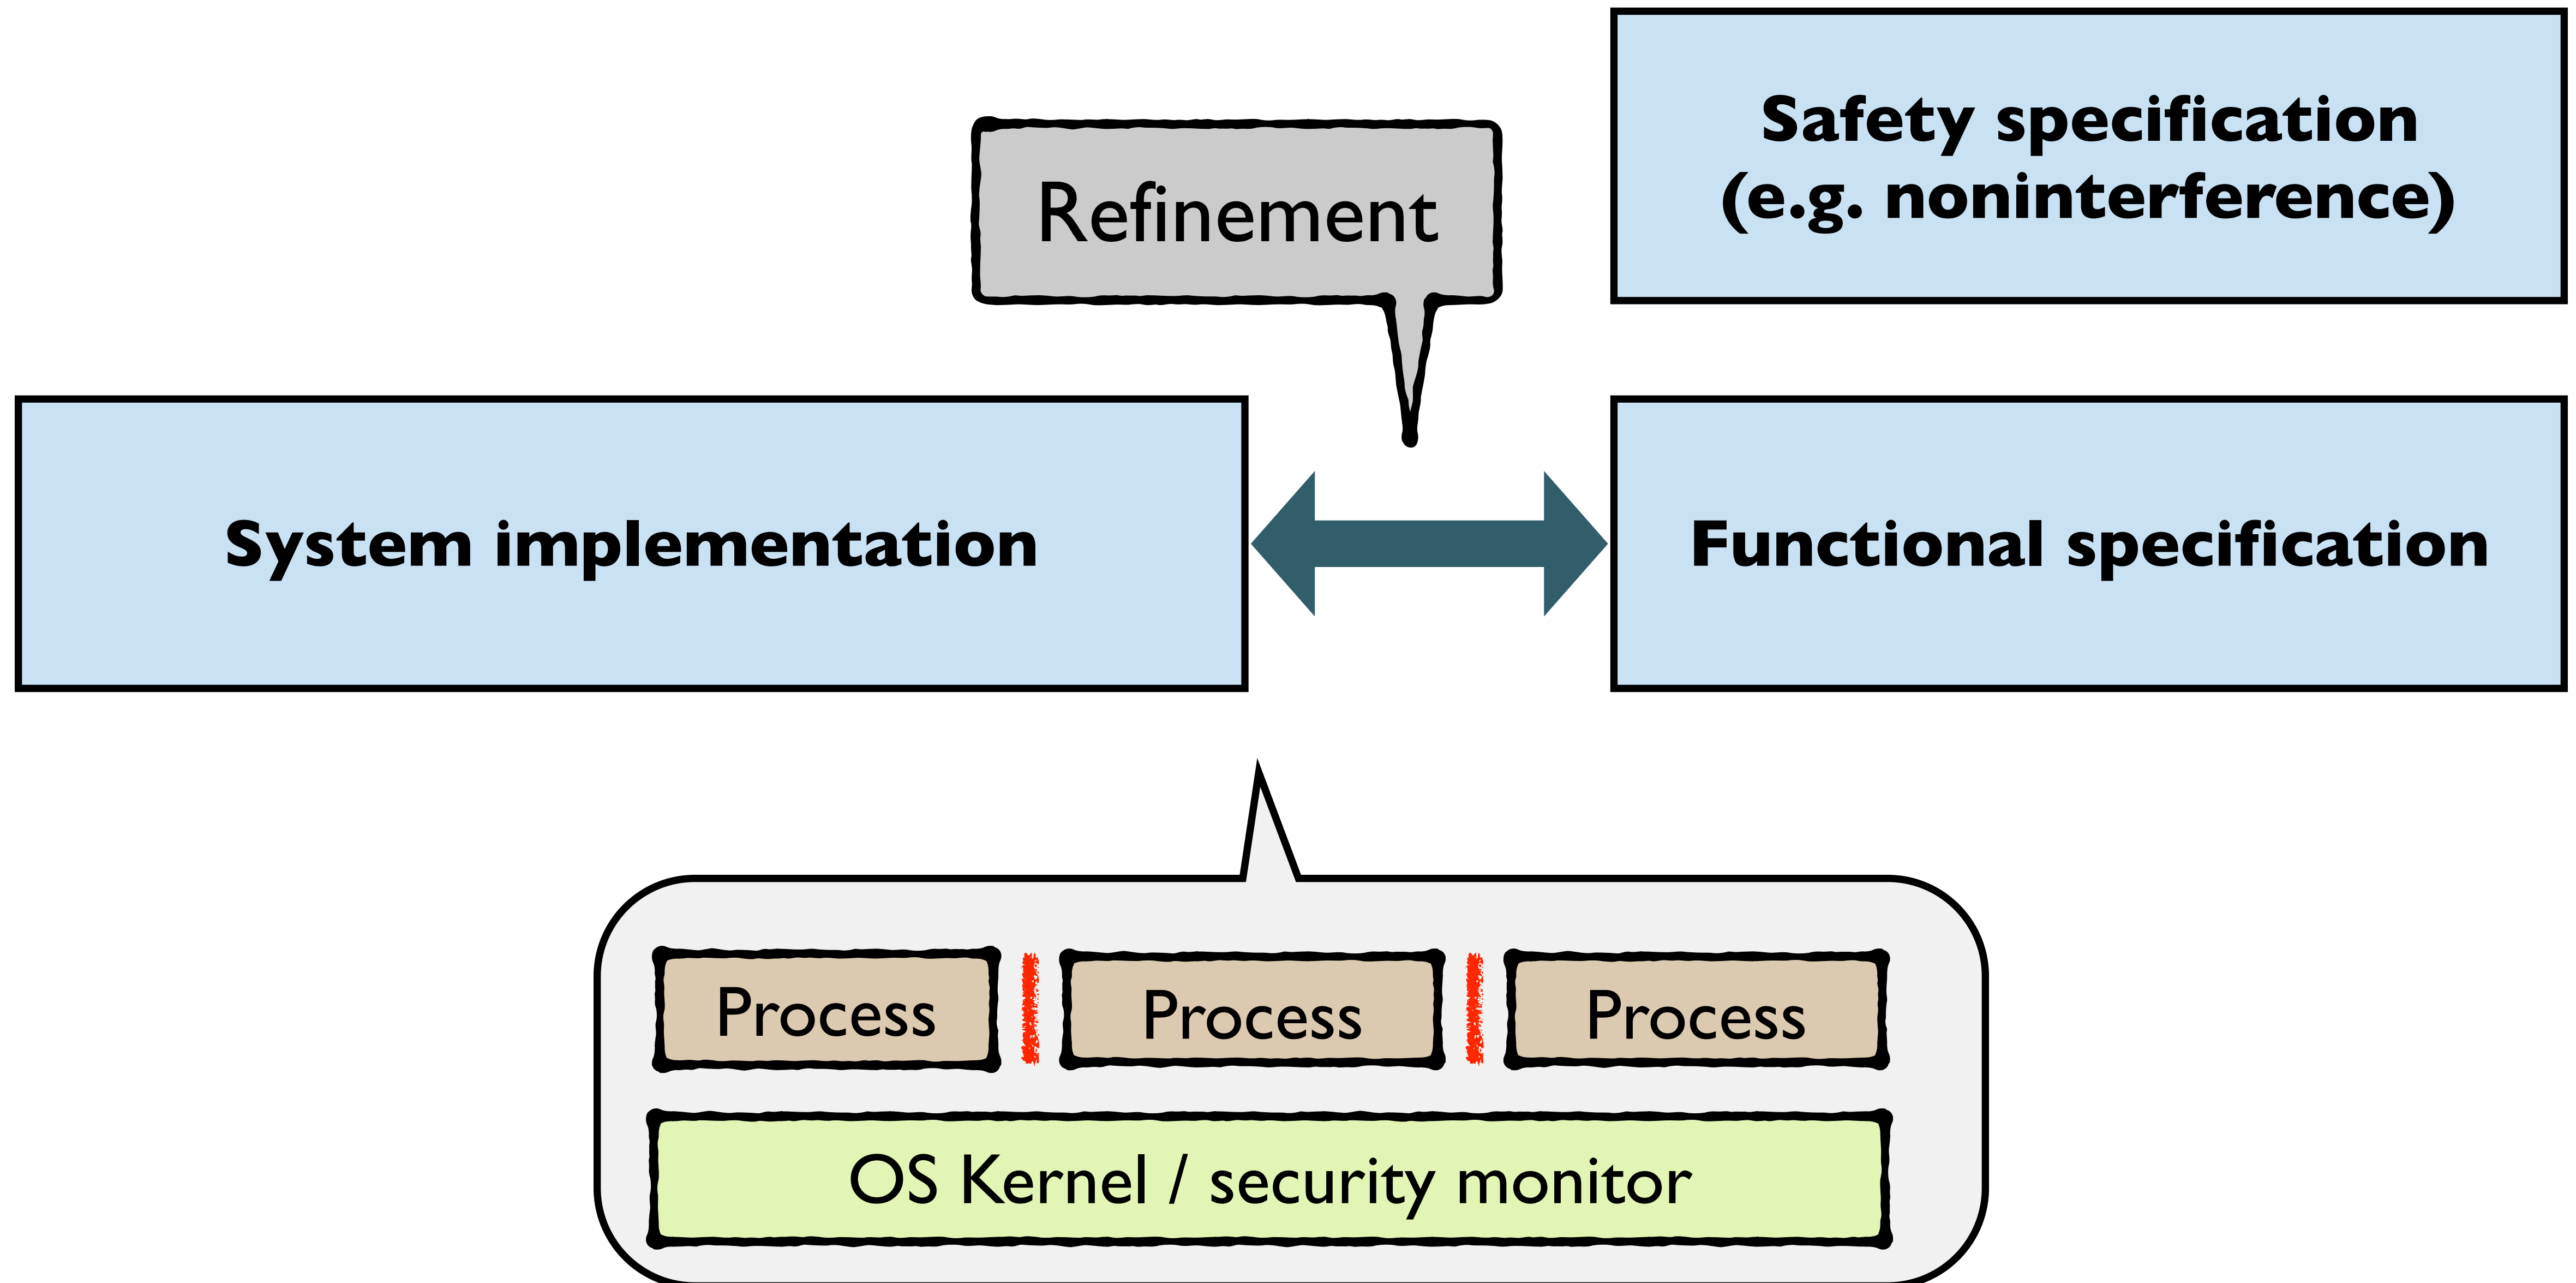 Safety specification
(e.g. noninterference)
Refinement
System implementation
Functional specification
Process
Process
Process
OS Kernel / security monitor